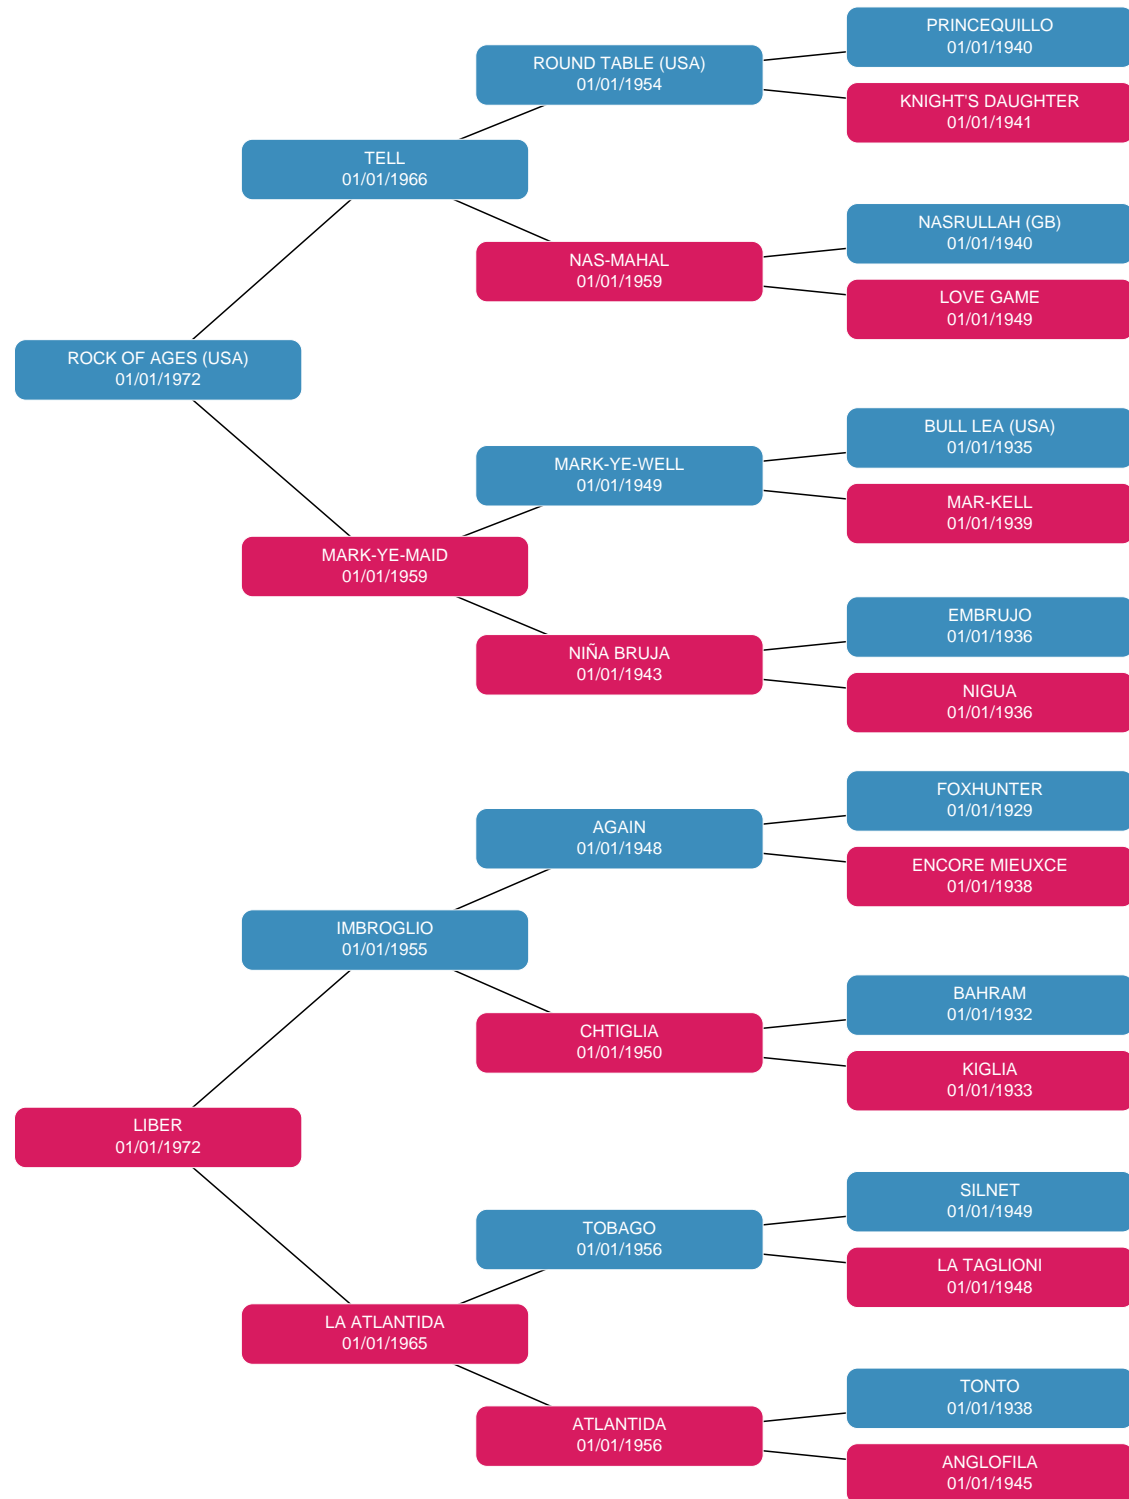 PRINCEQUILLO
01/01/1940
ROUND TABLE (USA)
01/01/1954
KNIGHT'S DAUGHTER
01/01/1941
TELL
01/01/1966
NASRULLAH (GB)
01/01/1940
NAS-MAHAL
01/01/1959
LOVE GAME
01/01/1949
ROCK OF AGES (USA)
01/01/1972
BULL LEA (USA)
01/01/1935
MARK-YE-WELL
01/01/1949
MAR-KELL
01/01/1939
MARK-YE-MAID
01/01/1959
EMBRUJO
01/01/1936
NIÑA BRUJA
01/01/1943
NIGUA
01/01/1936
FOXHUNTER
01/01/1929
AGAIN
01/01/1948
ENCORE MIEUXCE
01/01/1938
IMBROGLIO
01/01/1955
BAHRAM
01/01/1932
CHTIGLIA
01/01/1950
KIGLIA
01/01/1933
LIBER
01/01/1972
SILNET
01/01/1949
TOBAGO
01/01/1956
LA TAGLIONI
01/01/1948
LA ATLANTIDA
01/01/1965
TONTO
01/01/1938
ATLANTIDA
01/01/1956
ANGLOFILA
01/01/1945